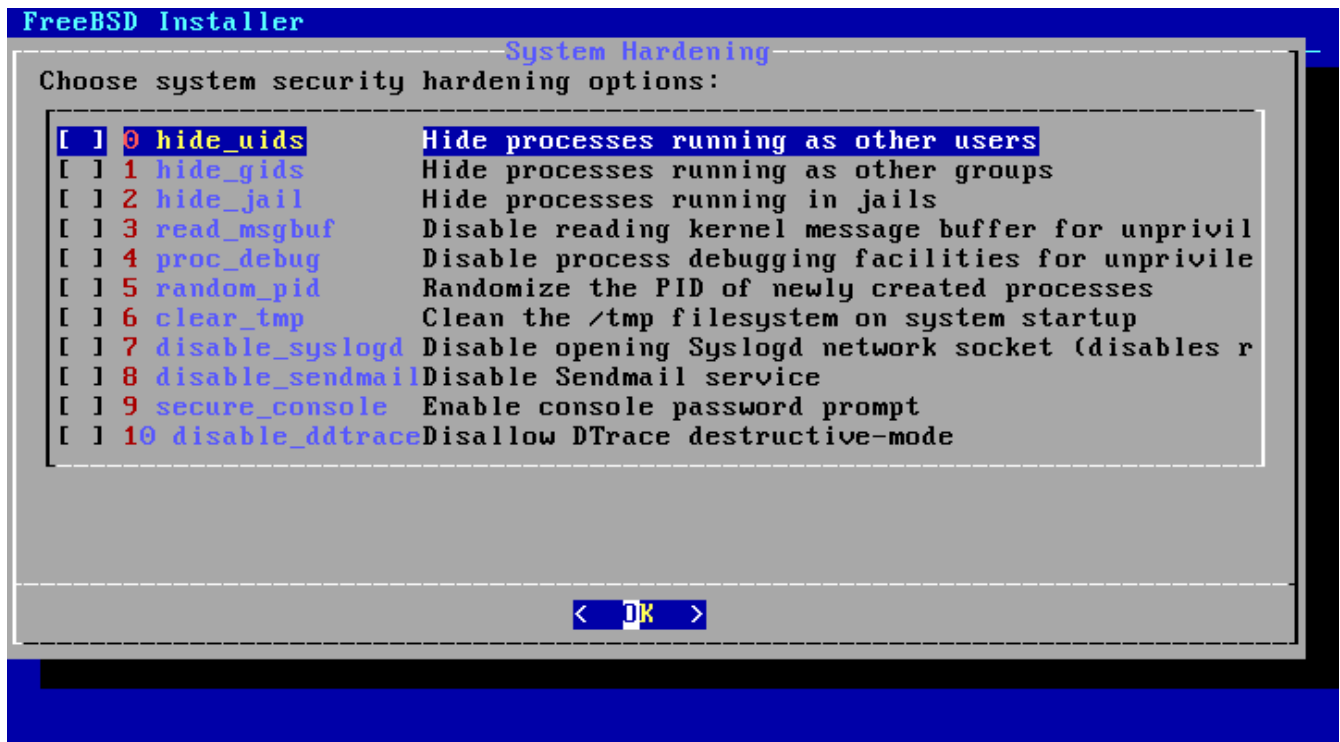 FreeBSD Installer
System Hardening
Choose system security hardening options:
[ ] 0 hide_uids Hide processes running as other users
[ ] 1 hide_gids Hide processes running as other groups
[ ] 2 hide_jail Hide processes running in jails
[ ] 3 read_msgbuf Disable reading kernel message buffer for unprivil
[ ] 4 proc_debug Disable process debugging facilities for unprivile
[ ] 5 random_pid Randomize the PID of newly created processes
[ ] 6 clear_tmp Clean the /tmp filesystem on system startup
[ ] 7 disable_syslogd Disable opening Syslogd network socket (disables r
[ ] 8 disable_sendmailDisable Sendmail service
[ ] 9 secure_console Enable console password prompt
[ ] 10 disable_ddtraceDisallow DTrace destructive-mode
< OK >